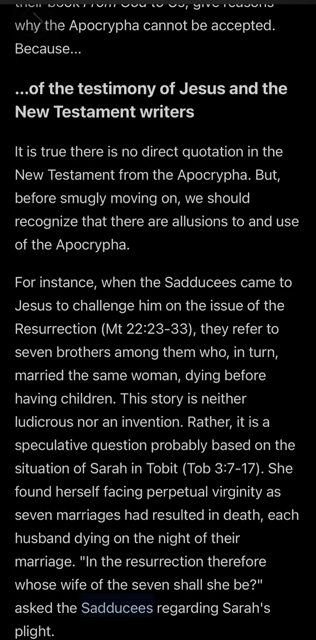 their book From God to Us, give reasons
why the Apocrypha cannot be accepted.
Because...
...of the testimony of Jesus and the
New Testament writers
It is true there is no direct quotation in the
New Testament from the Apocrypha. But,
before smugly moving on, we should
recognize that there are allusions to and use
of the Apocrypha.
For instance, when the Sadducees came to
Jesus to challenge him on the issue of the
Resurrection (Mt 22:23-33), they refer to
seven brothers among them who, in turn,
married the same woman, dying before
having children. This story is neither
ludicrous nor an invention. Rather, it is a
speculative question probably based on the
situation of Sarah in Tobit (Tob 3:7-17). She
found herself facing perpetual virginity as
seven marriages had resulted in death, each
husband dying on the night of their
marriage. "In the resurrection therefore
whose wife of the seven shall she be?"
asked the Sadducees regarding Sarah's
plight.